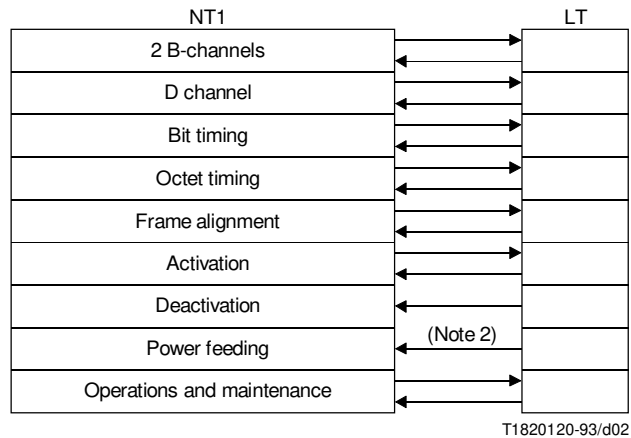 NT1 LT
2 B-channels
D channel
Bit timing
Octet timing
Frame alignment
Activation
Deactivation
Power feeding (Note 2)
Operations and maintenance
T1820120-93/d02